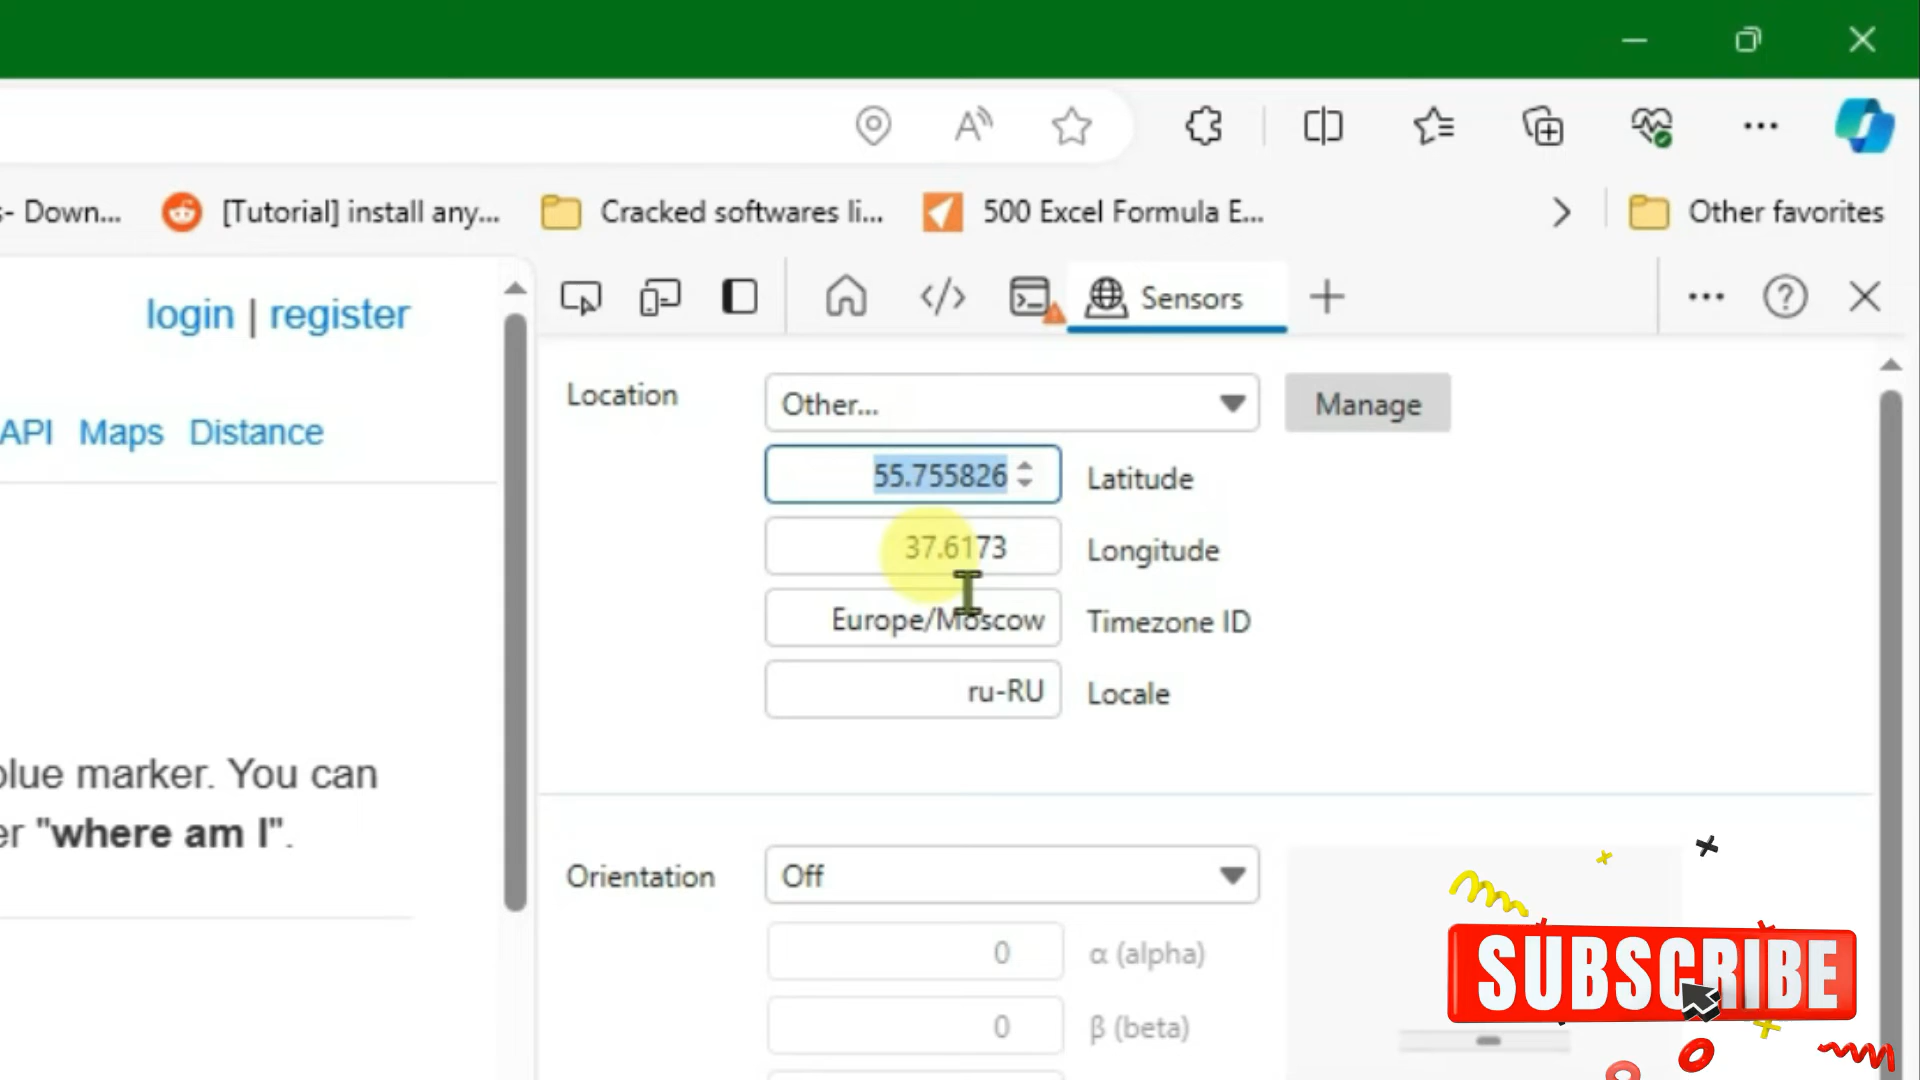 - Down...
[Tutorial] install any...
Cracked softwares li...
500 Excel Formula E...
Other favorites
login | register
Sensors
API Maps Distance
Location
Other...
Manage
55.755826
Latitude
37.6173
Longitude
Europe/Moscow
Timezone ID
ru-RU
Locale
blue marker. You can
er "where am I".
Orientation
Off
0
α (alpha)
0
β (beta)
SUBSCRIBE